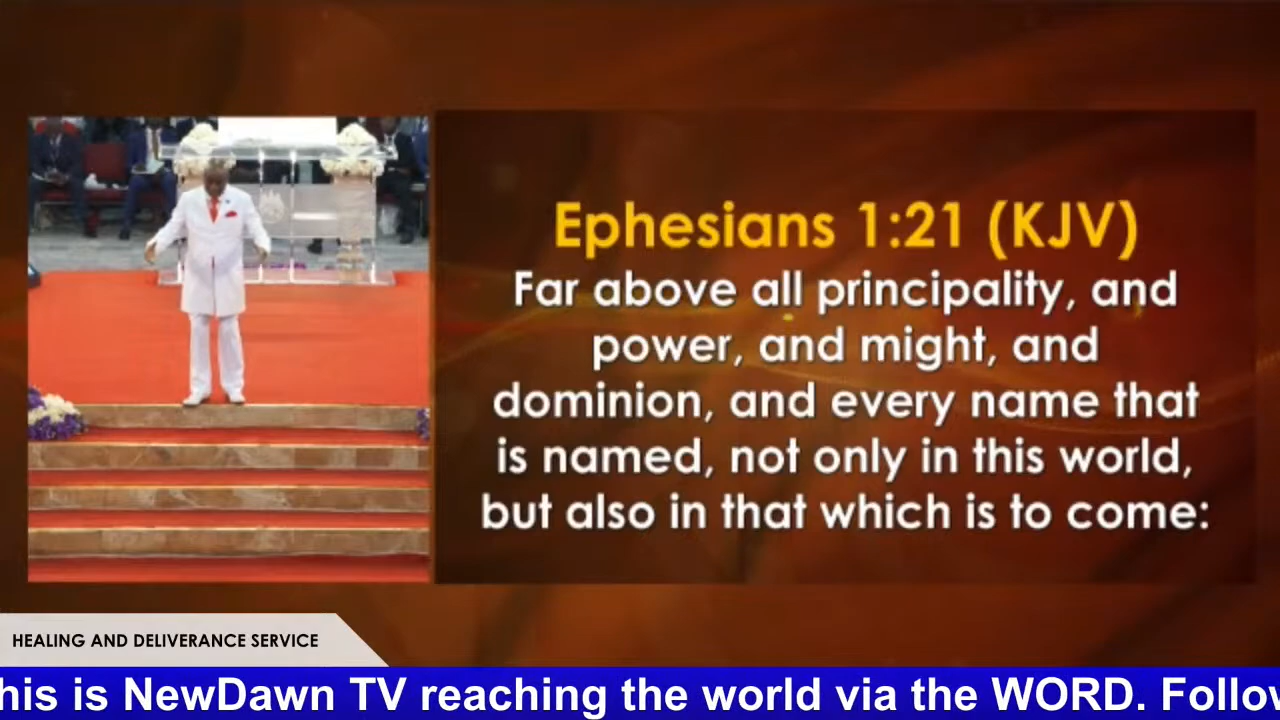 Ephesians 1:21 (KJV)
Far above all principality, and
power, and might, and
dominion, and every name that
is named, not only in this world,
but also in that which is to come:
HEALING AND DELIVERANCE SERVICE
his is NewDawn TV reaching the world via the WORD. Follow